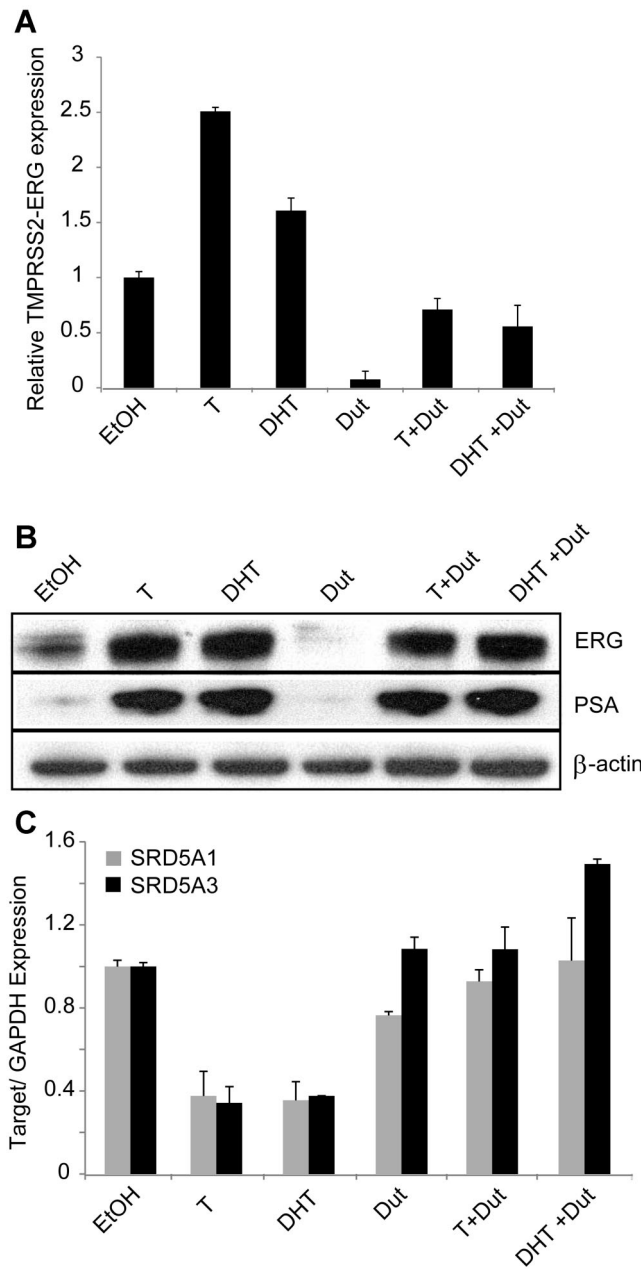 A
Relative TMPRSS2-ERG expression
3
2.5
2
1.5
1
0.5
0
EtOH
T
DHT
Dut
T+Dut
DHT +Dut
B
EtOH
T
DHT
Dut
T+Dut
DHT +Dut
ERG
PSA
β-actin
C
Target/ GAPDH Expression
1.6
1.2
0.8
0.4
0
SRD5A1
SRD5A3
EtOH
T
DHT
Dut
T+Dut
DHT +Dut